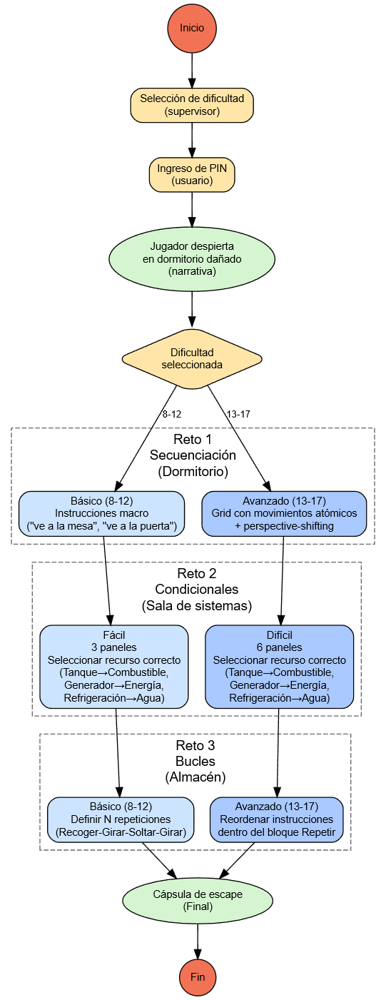 Inicio
Selección de dificultad
(supervisor)
Ingreso de PIN
(usuario)
Jugador despierta
en dormitorio dañado
(narrativa)
Dificultad
seleccionada
8-12
13-17
Reto 1
Secuenciación
(Dormitorio)
Básico (8-12)
Instrucciones macro
("ve a la mesa", "ve a la puerta")
Avanzado (13-17)
Grid con movimientos atómicos
+ perspective-shifting
Reto 2
Condicionales
(Sala de sistemas)
Fácil
3 paneles
Seleccionar recurso correcto
(Tanque→Combustible,
Generador→Energía,
Refrigeración→Agua)
Difícil
6 paneles
Seleccionar recurso correcto
(Tanque→Combustible,
Generador→Energía,
Refrigeración→Agua)
Reto 3
Bucles
(Almacén)
Básico (8-12)
Definir N repeticiones
(Recoger-Girar-Soltar-Girar)
Avanzado (13-17)
Reordenar instrucciones
dentro del bloque Repetir
Cápsula de escape
(Final)
Fin